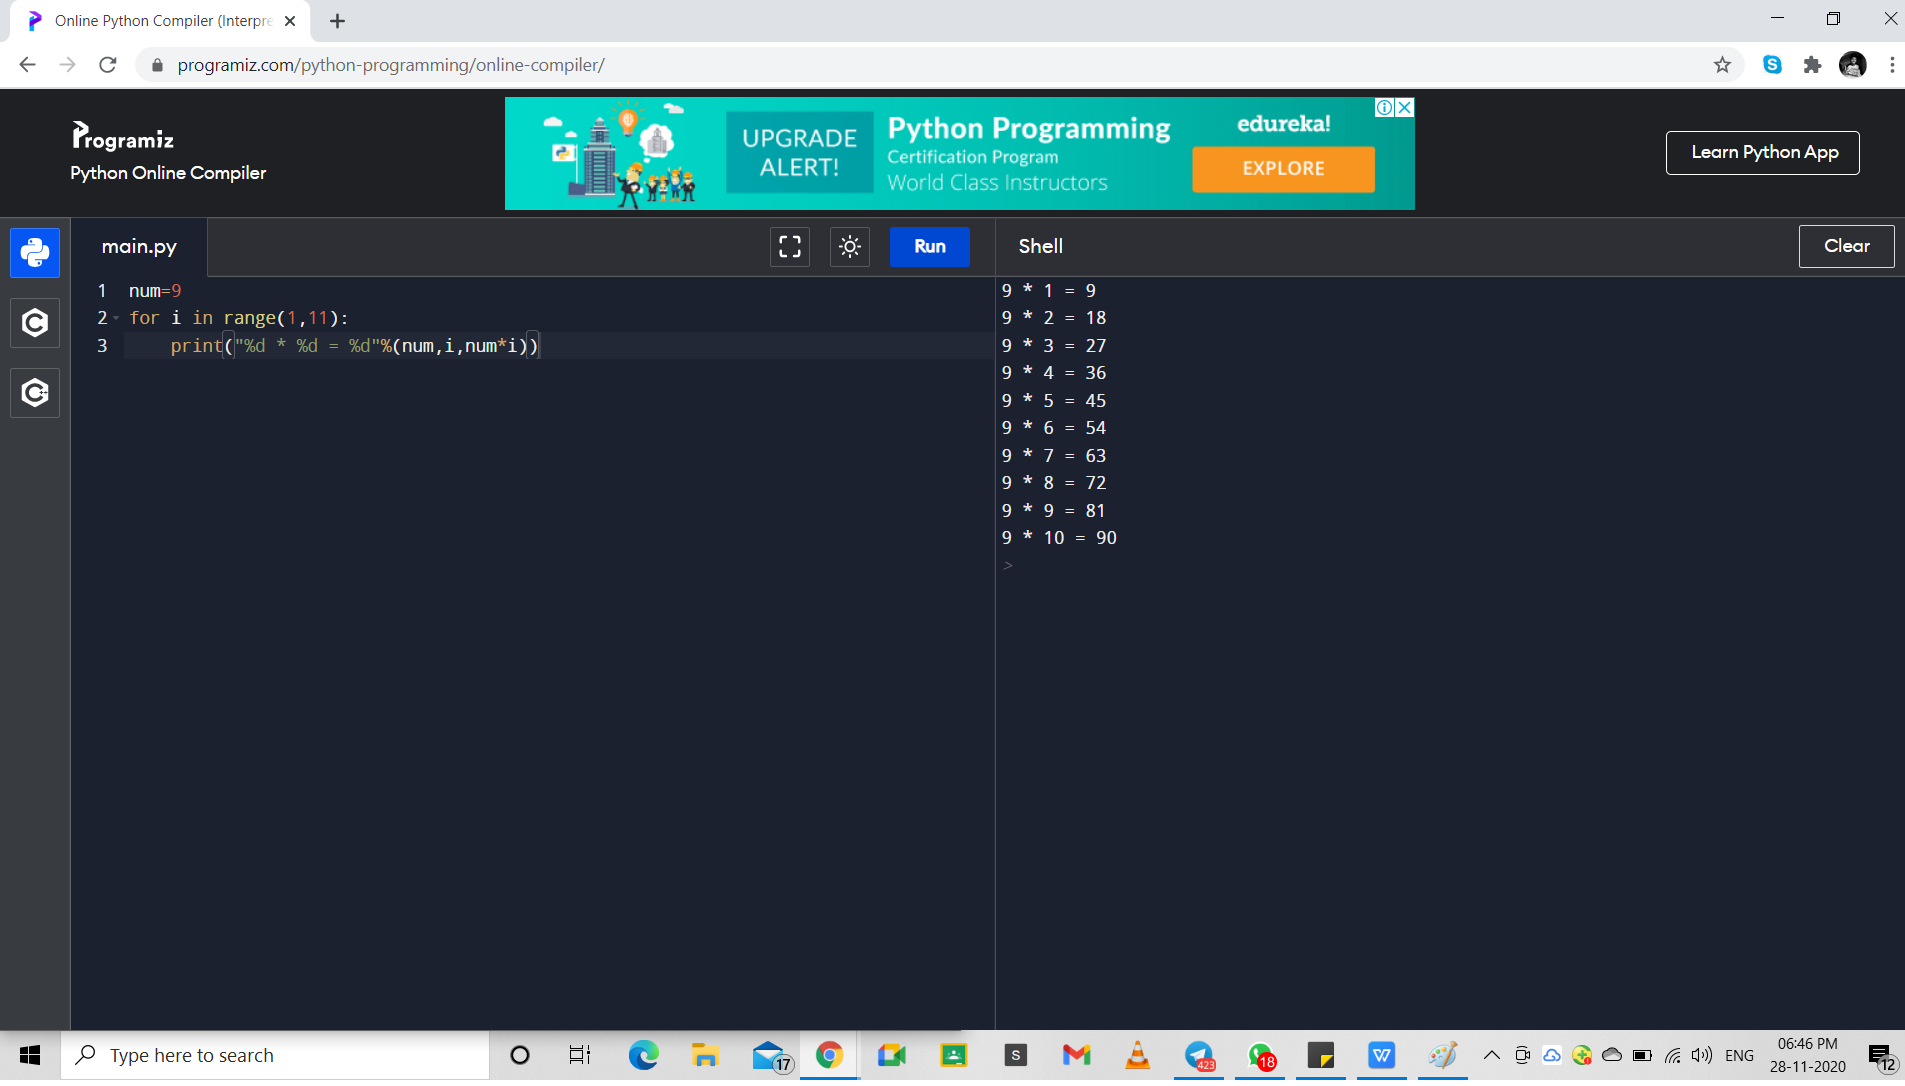 Online Python Compiler (Interpre
programiz.com/python-programming/online-compiler/
Programiz
Python Online Compiler
UPGRADE
ALERT!
Python Programming
Certification Program
World Class Instructors
edureka!
EXPLORE
Learn Python App
main.py
Run
Shell
Clear
1 num=9
2 for i in range(1,11):
3     print("%d * %d = %d"%(num,i,num*i))
9 * 1 = 9
9 * 2 = 18
9 * 3 = 27
9 * 4 = 36
9 * 5 = 45
9 * 6 = 54
9 * 7 = 63
9 * 8 = 72
9 * 9 = 81
9 * 10 = 90
>
Type here to search
17
S
423
18
W
ENG
06:46 PM
28-11-2020
12